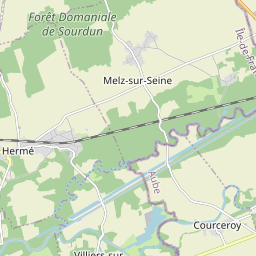 Forêt Domaniale
de Sourdun
Île-de-Fra
Melz-sur-Seine
Hermé
Aube
Courceroy
Villiers-sur